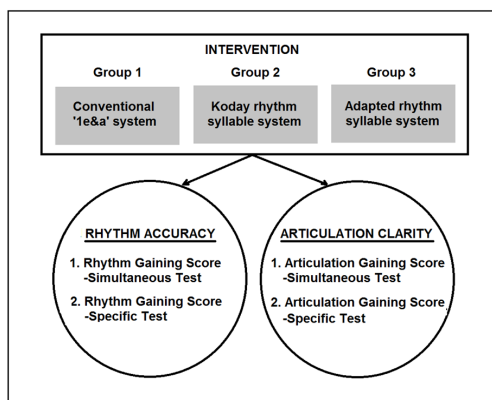 INTERVENTION
Group 1
Group 2
Group 3
Conventional
'1e&a' system
Koday rhythm
syllable system
Adapted rhythm
syllable system
RHYTHM ACCURACY
1. Rhythm Gaining Score
-Simultaneous Test
2. Rhythm Gaining Score
-Specific Test
ARTICULATION CLARITY
1. Articulation Gaining Score
-Simultaneous Test
2. Articulation Gaining Score
-Specific Test